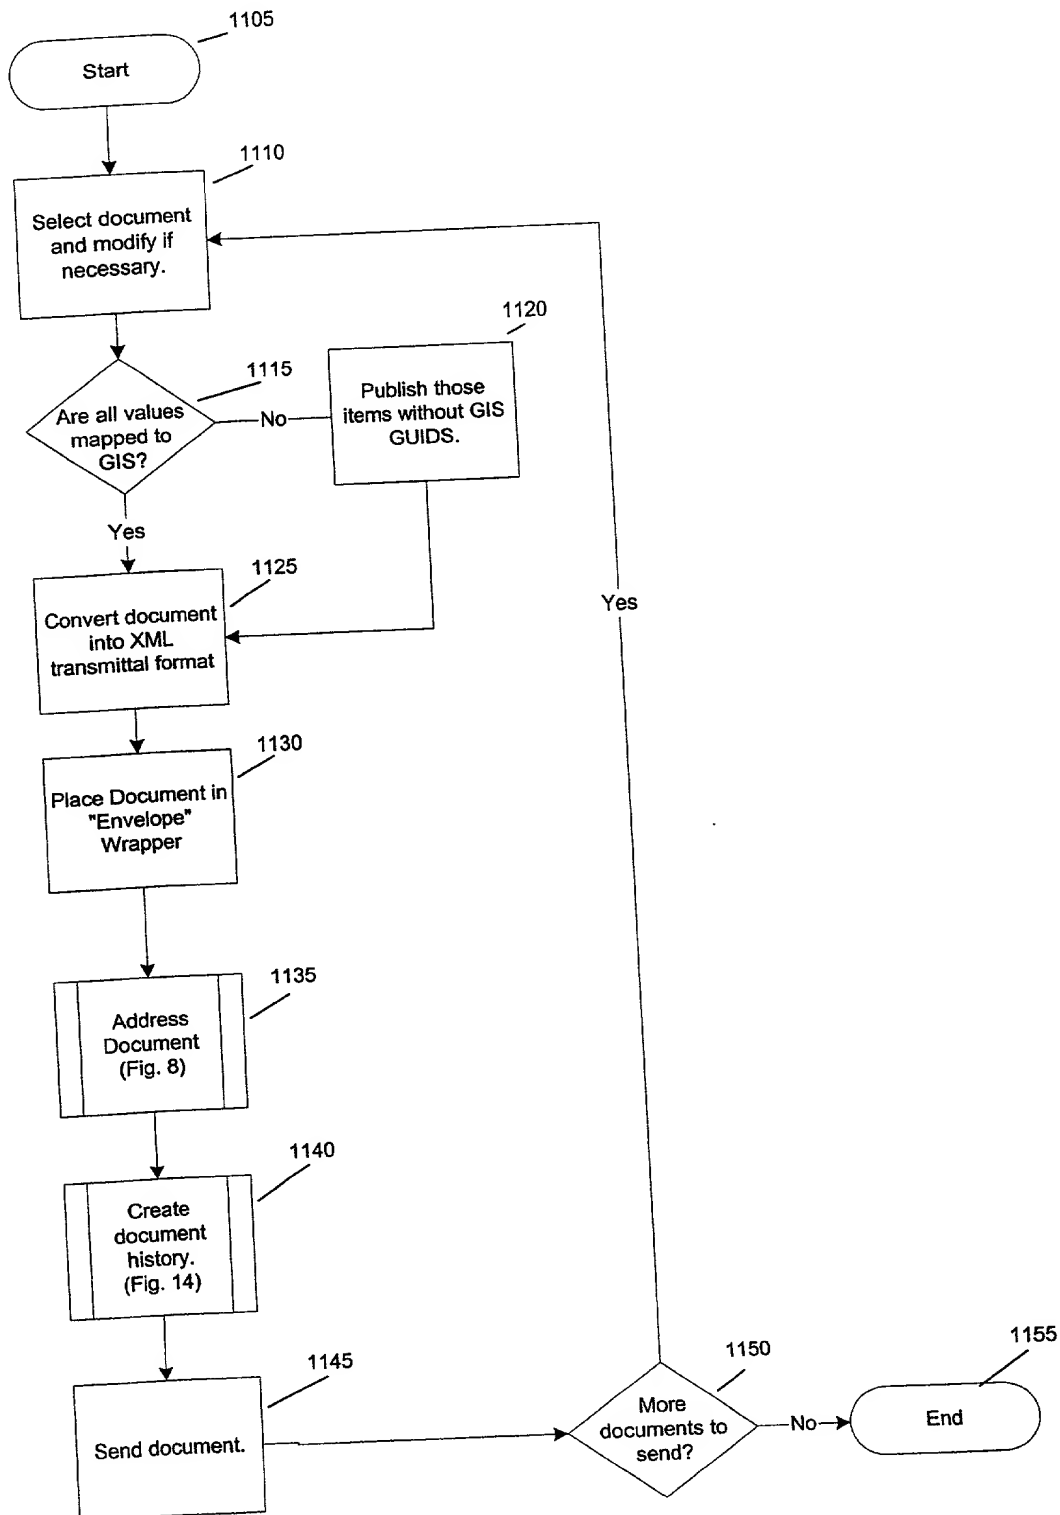 1105
Start
1110
Select document
and modify if
necessary.
1120
Publish those
items without GIS
GUIDS.
1115
Are all values
mapped to
GIS?
No
Yes
1125
Convert document
into XML
transmittal format
Yes
1130
Place Document in
"Envelope"
Wrapper
1135
Address
Document
(Fig. 8)
1140
Create
document
history.
(Fig. 14)
1145
Send document.
1150
More
documents to
send?
No
1155
End